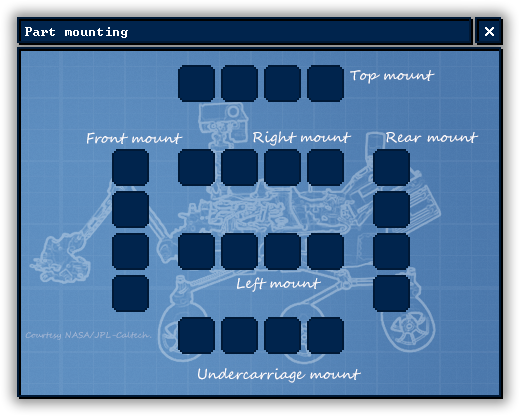 Part mounting
Top mount
Front mount
Right mount
Rear mount
Left mount
Courtesy NASA/JPL-Caltech.
Undercarriage mount